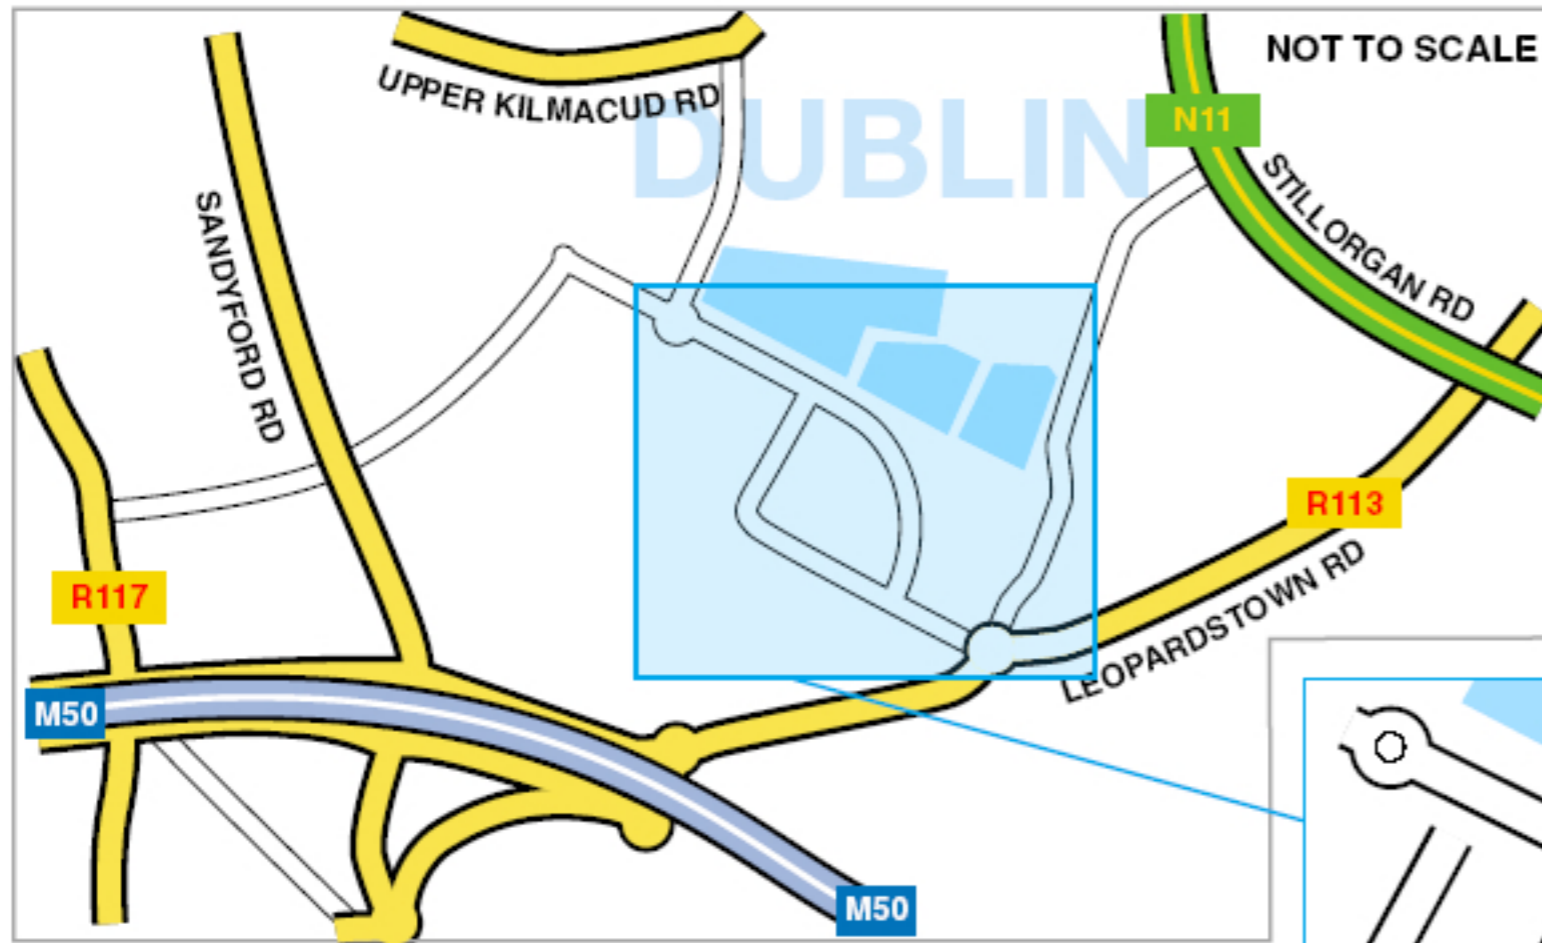 NOT TO SCALE
UPPER KILMACUD RD
DUBLIN
N11
STILLORGAN RD
SANDYFORD RD
R113
LEOPARDSTOWN RD
R117
M50
M50